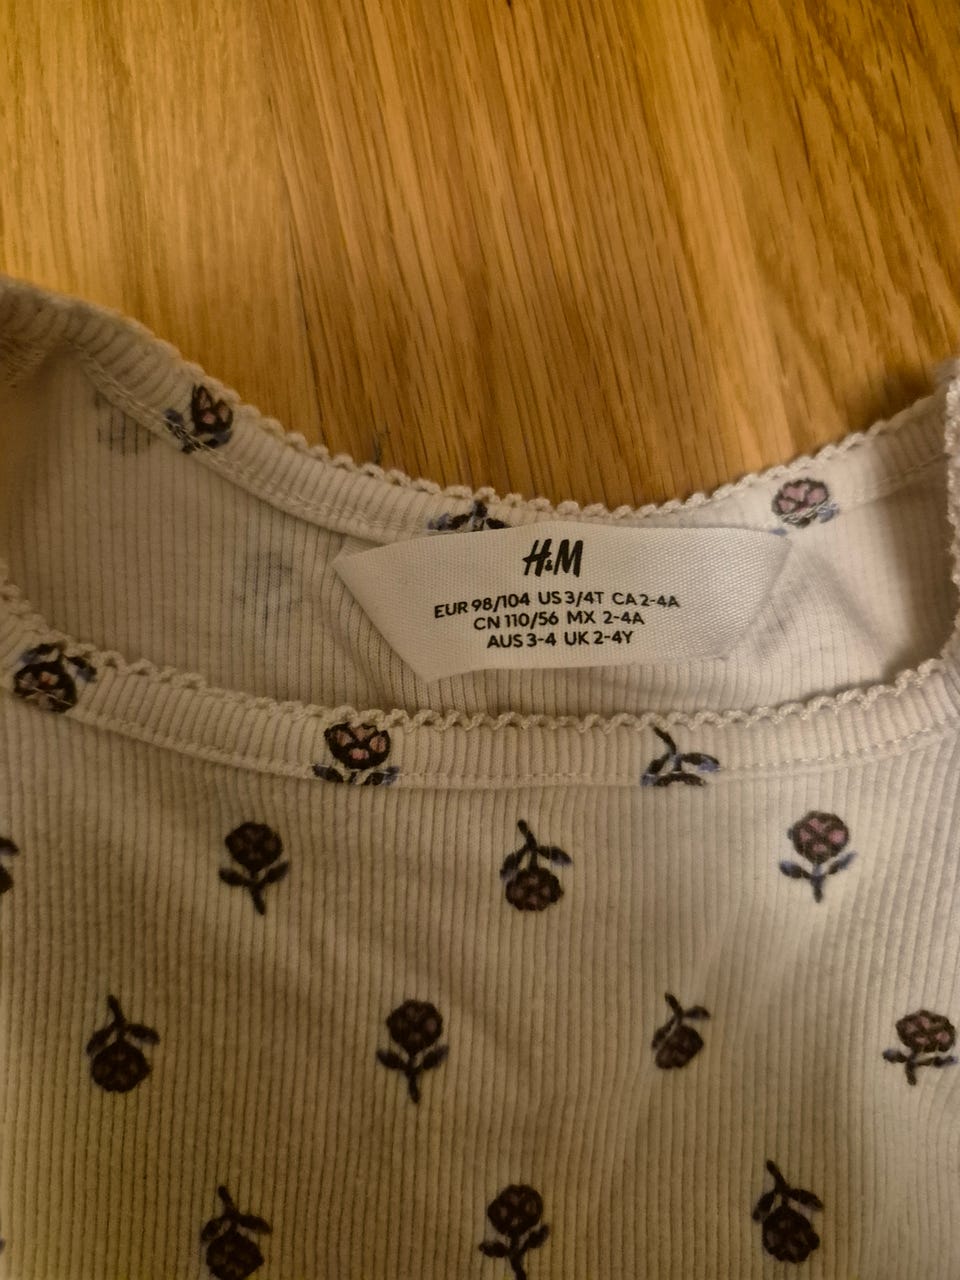 H&M
EUR 98/104 US 3/4T CA 2-4A
CN 110/56 MX 2-4A
AUS 3-4 UK 2-4Y